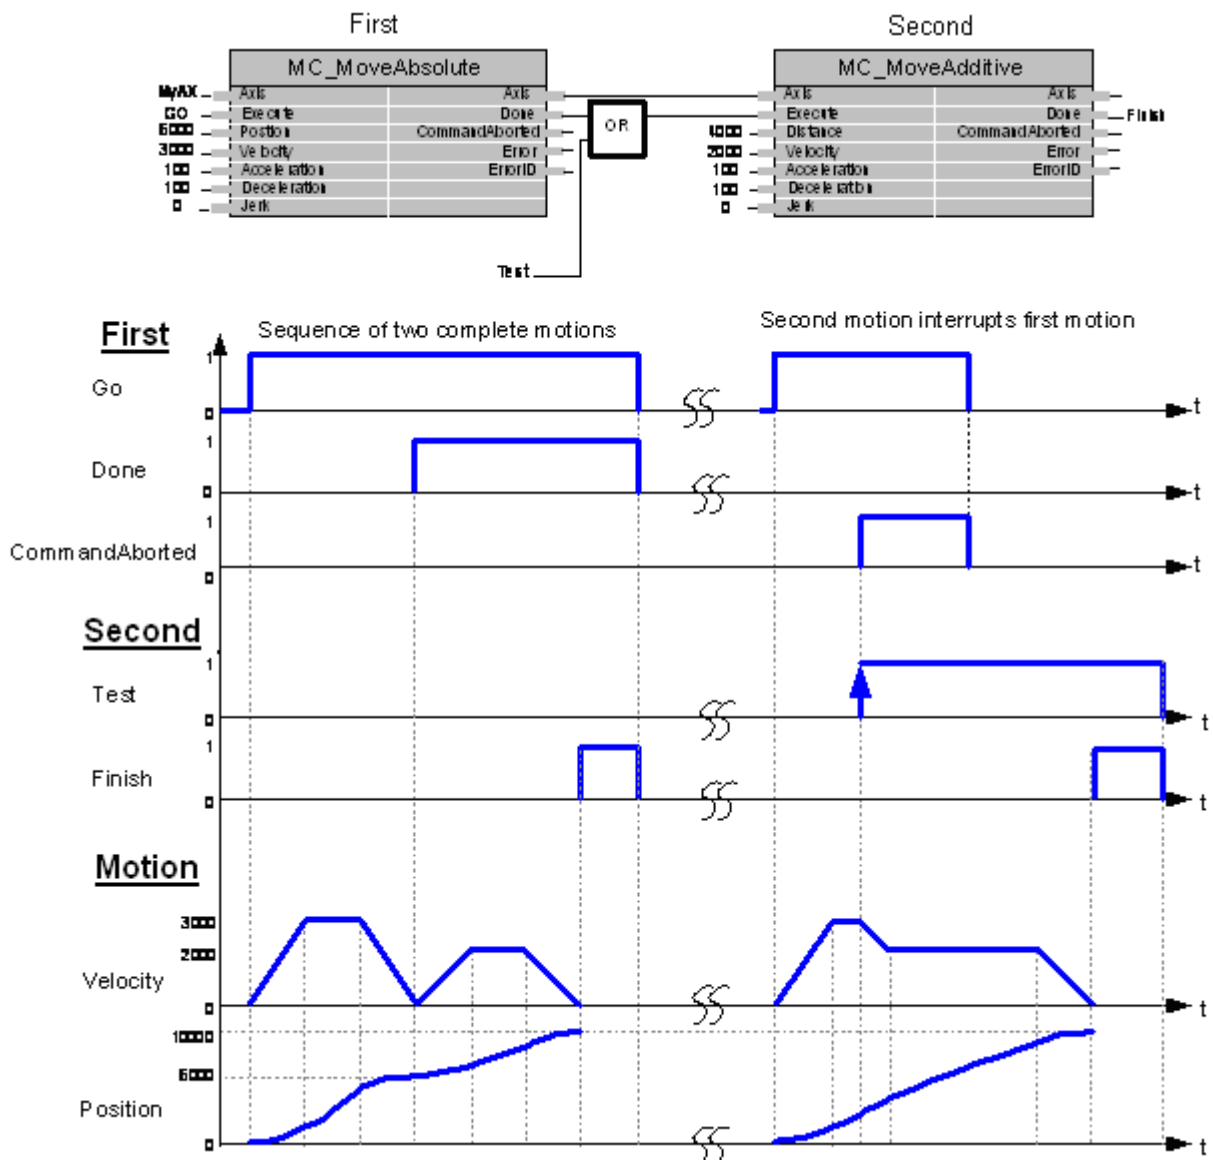 First Second
MC_MoveAbsolute MC_MoveAdditive
MyAX Axis Axis Axis Axis
GO Execute Done OR Execute Done Finish
6000 Position CommandAborted 4000 Distance CommandAborted
3000 Velocity Error 2000 Velocity Error
100 Acceleration ErrorID 100 Acceleration ErrorID
100 Deceleration 100 Deceleration
0 Jerk 0 Jerk
Test
First Sequence of two complete motions Second motion interrupts first motion
1
Go
0 t
1
Done
0 t
1
CommandAborted
0 t
Second
1
Test
0 t
1
Finish
0 t
Motion
3000
2000
Velocity
0 t
10000
6000
Position
0 t